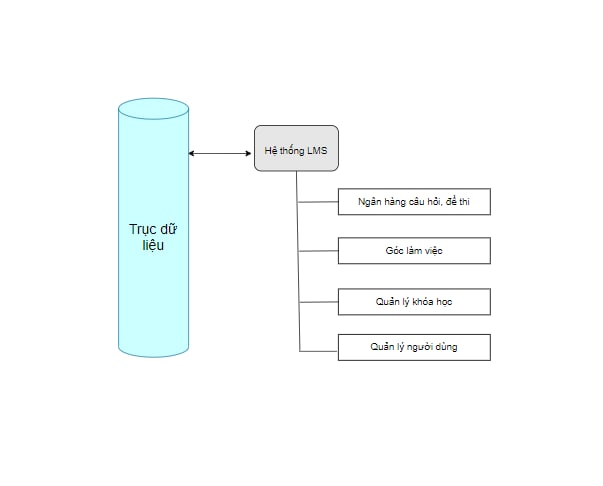 Hệ thống LMS
Trục dữ
liệu
Ngân hàng câu hỏi, đề thi
Góc làm việc
Quản lý khóa học
Quản lý người dùng